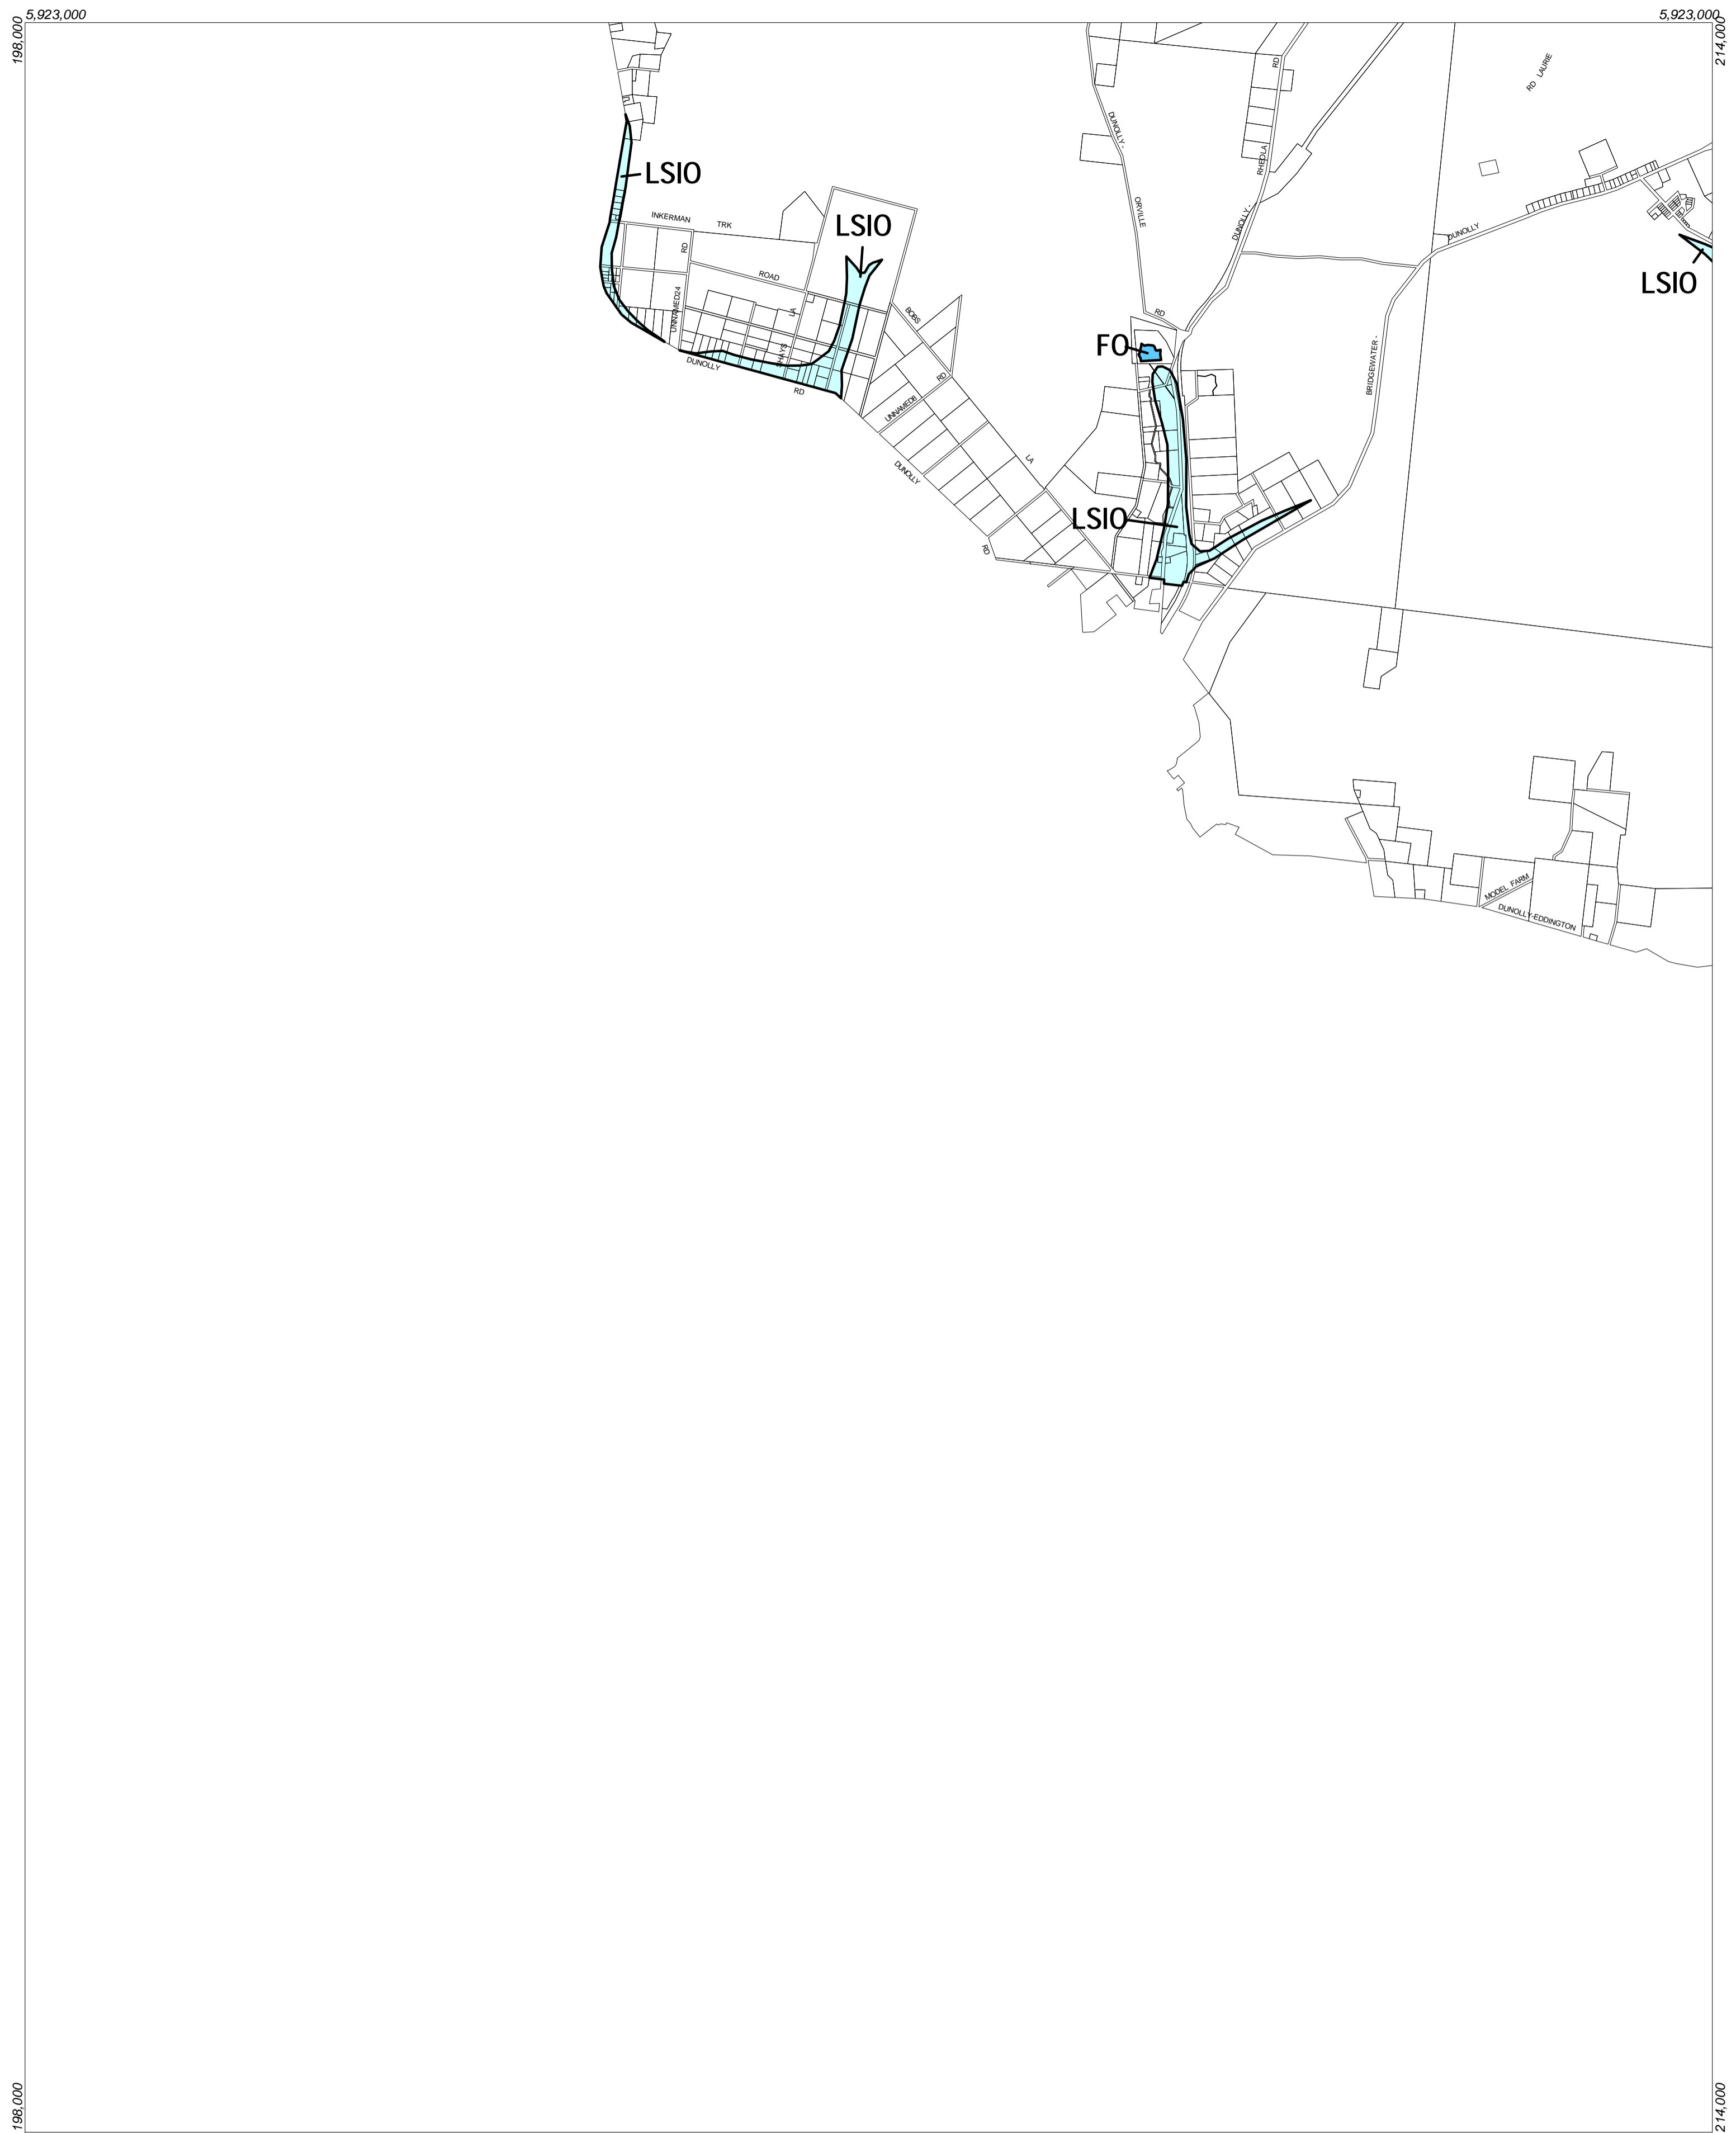 5,923,000
5,923,000
198,000
214,000
RD LAURIE
RD
DUNOLLY -
RHEOLA
LSIO
ORVILLE
DUNOLLY -
INKERMAN TRK
LSIO
DUNOLLY
RD
ROAD
LSIO
UNNAMED24
LA
BOBS
RD
FO
SHAYS
DUNOLLY
RD
BRIDGEWATER -
RD
UNNAMED8
LA
DUNOLLY
LSIO
RD
MODEL FARM
DUNOLLY-EDDINGTON
198,000
214,000